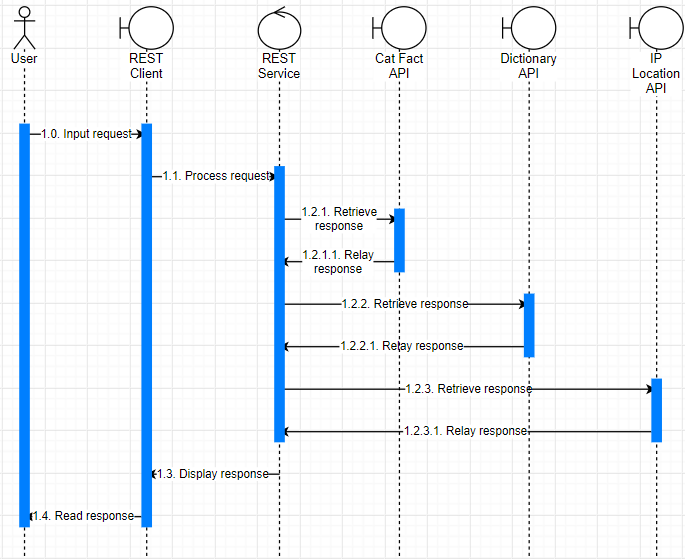 User
REST
Client
REST
Service
Cat Fact
API
Dictionary
API
IP
Location
API
1.0. Input request
1.1. Process request
1.2.1. Retrieve
response
1.2.1.1. Relay
response
1.2.2. Retrieve response
1.2.2.1. Relay response
1.2.3. Retrieve response
1.2.3.1. Relay response
1.3. Display response
1.4. Read response